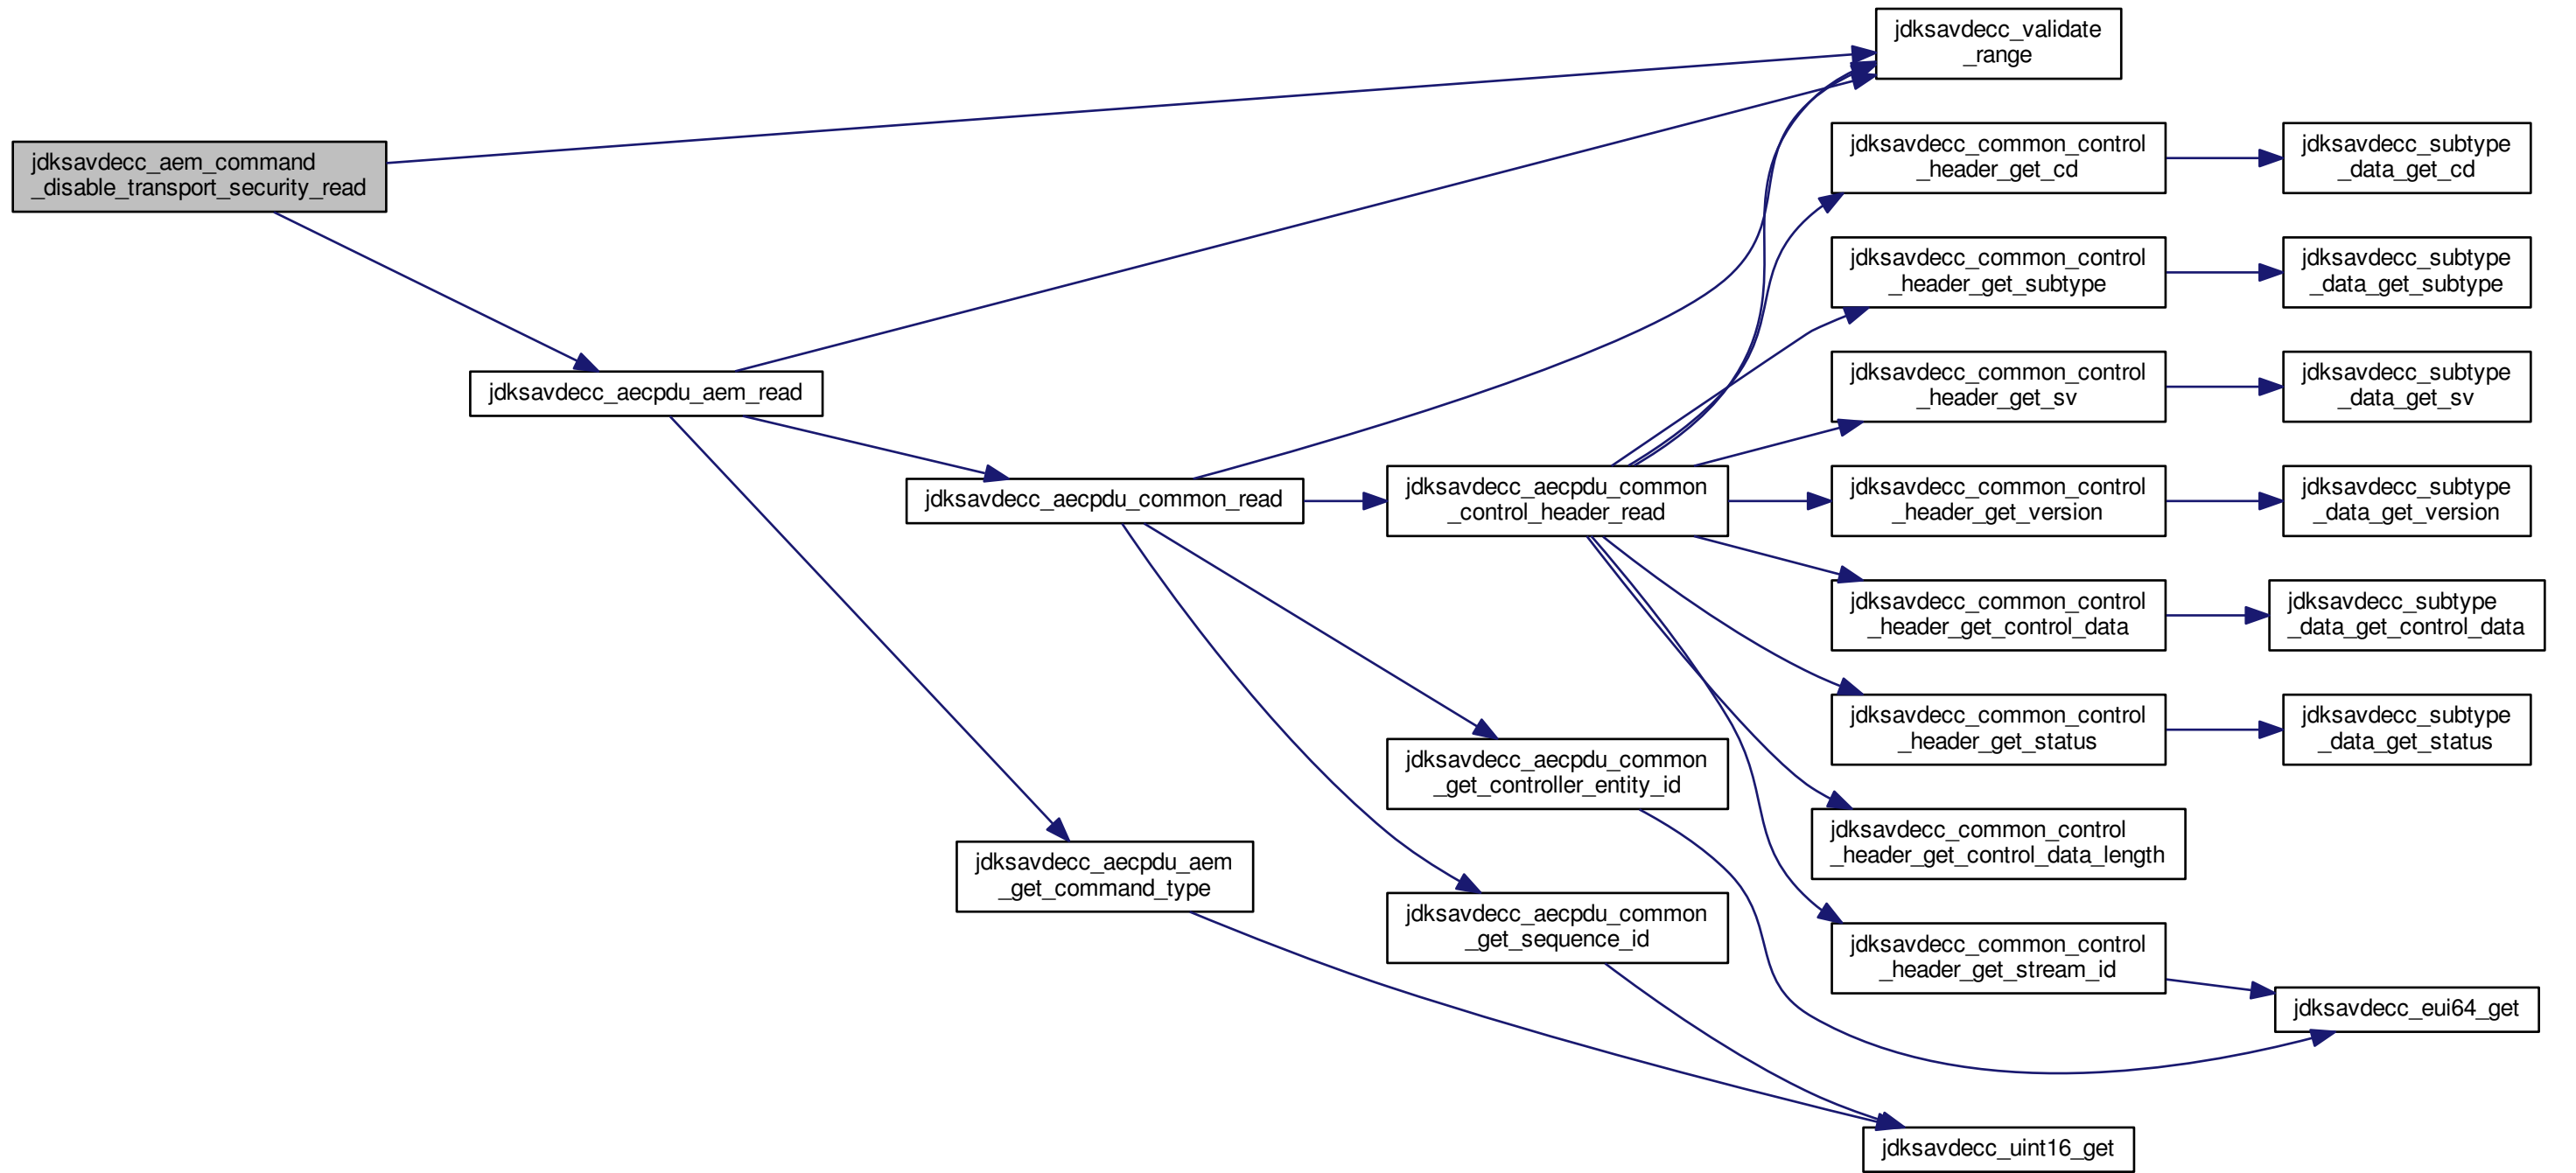 jdksavdecc_validate
_range
jdksavdecc_common_control
_header_get_cd
jdksavdecc_subtype
_data_get_cd
jdksavdecc_aem_command
_disable_transport_security_read
jdksavdecc_common_control
_header_get_subtype
jdksavdecc_subtype
_data_get_subtype
jdksavdecc_common_control
_header_get_sv
jdksavdecc_subtype
_data_get_sv
jdksavdecc_aecpdu_aem_read
jdksavdecc_aecpdu_common_read
jdksavdecc_aecpdu_common
_control_header_read
jdksavdecc_common_control
_header_get_version
jdksavdecc_subtype
_data_get_version
jdksavdecc_common_control
_header_get_control_data
jdksavdecc_subtype
_data_get_control_data
jdksavdecc_common_control
_header_get_status
jdksavdecc_subtype
_data_get_status
jdksavdecc_aecpdu_common
_get_controller_entity_id
jdksavdecc_common_control
_header_get_control_data_length
jdksavdecc_aecpdu_aem
_get_command_type
jdksavdecc_aecpdu_common
_get_sequence_id
jdksavdecc_common_control
_header_get_stream_id
jdksavdecc_eui64_get
jdksavdecc_uint16_get